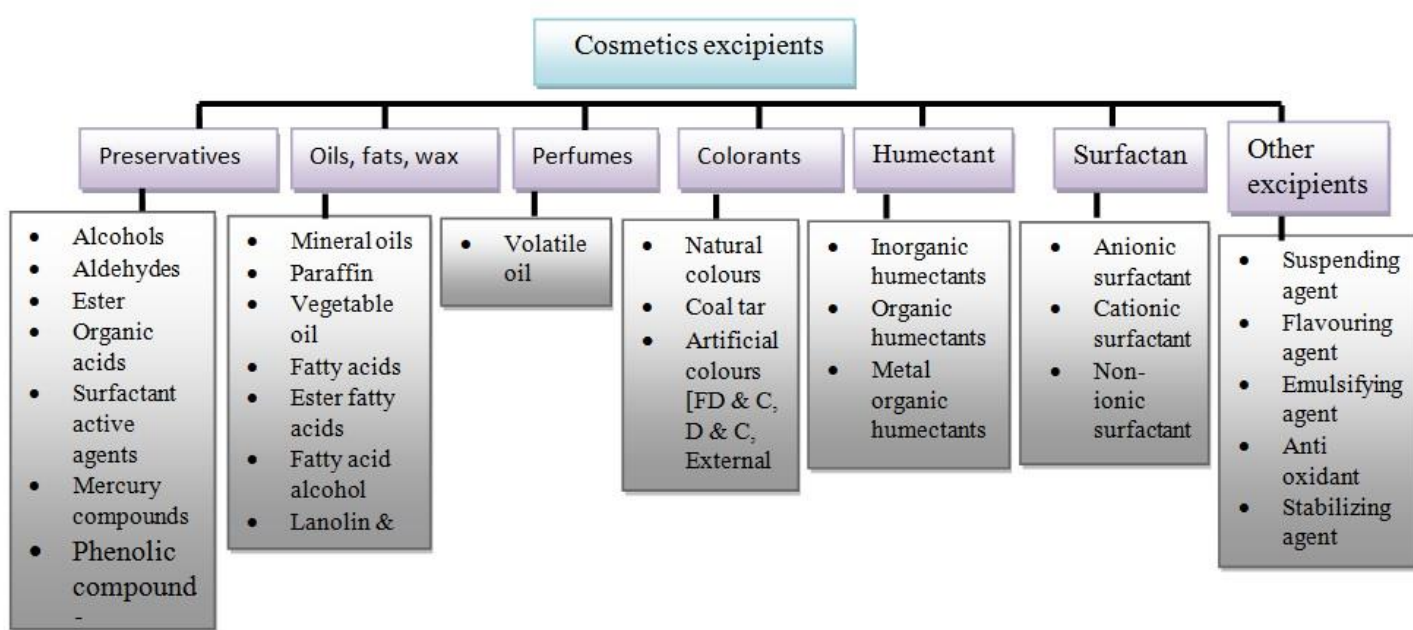 Cosmetics excipients
Preservatives
Oils, fats, wax
Perfumes
Colorants
Humectant
Surfactan
Other
excipients
• Alcohols
• Aldehydes
• Ester
• Organic
acids
• Surfactant
active
agents
• Mercury
compounds
• Phenolic
compound
-
• Mineral oils
• Paraffin
• Vegetable
oil
• Fatty acids
• Ester fatty
acids
• Fatty acid
alcohol
• Lanolin &
• Volatile
oil
• Natural
colours
• Coal tar
• Artificial
colours
[FD & C,
D & C,
External
• Inorganic
humectants
• Organic
humectants
• Metal
organic
humectants
• Anionic
surfactant
• Cationic
surfactant
• Non-
ionic
surfactant
• Suspending
agent
• Flavouring
agent
• Emulsifying
agent
• Anti
oxidant
• Stabilizing
agent